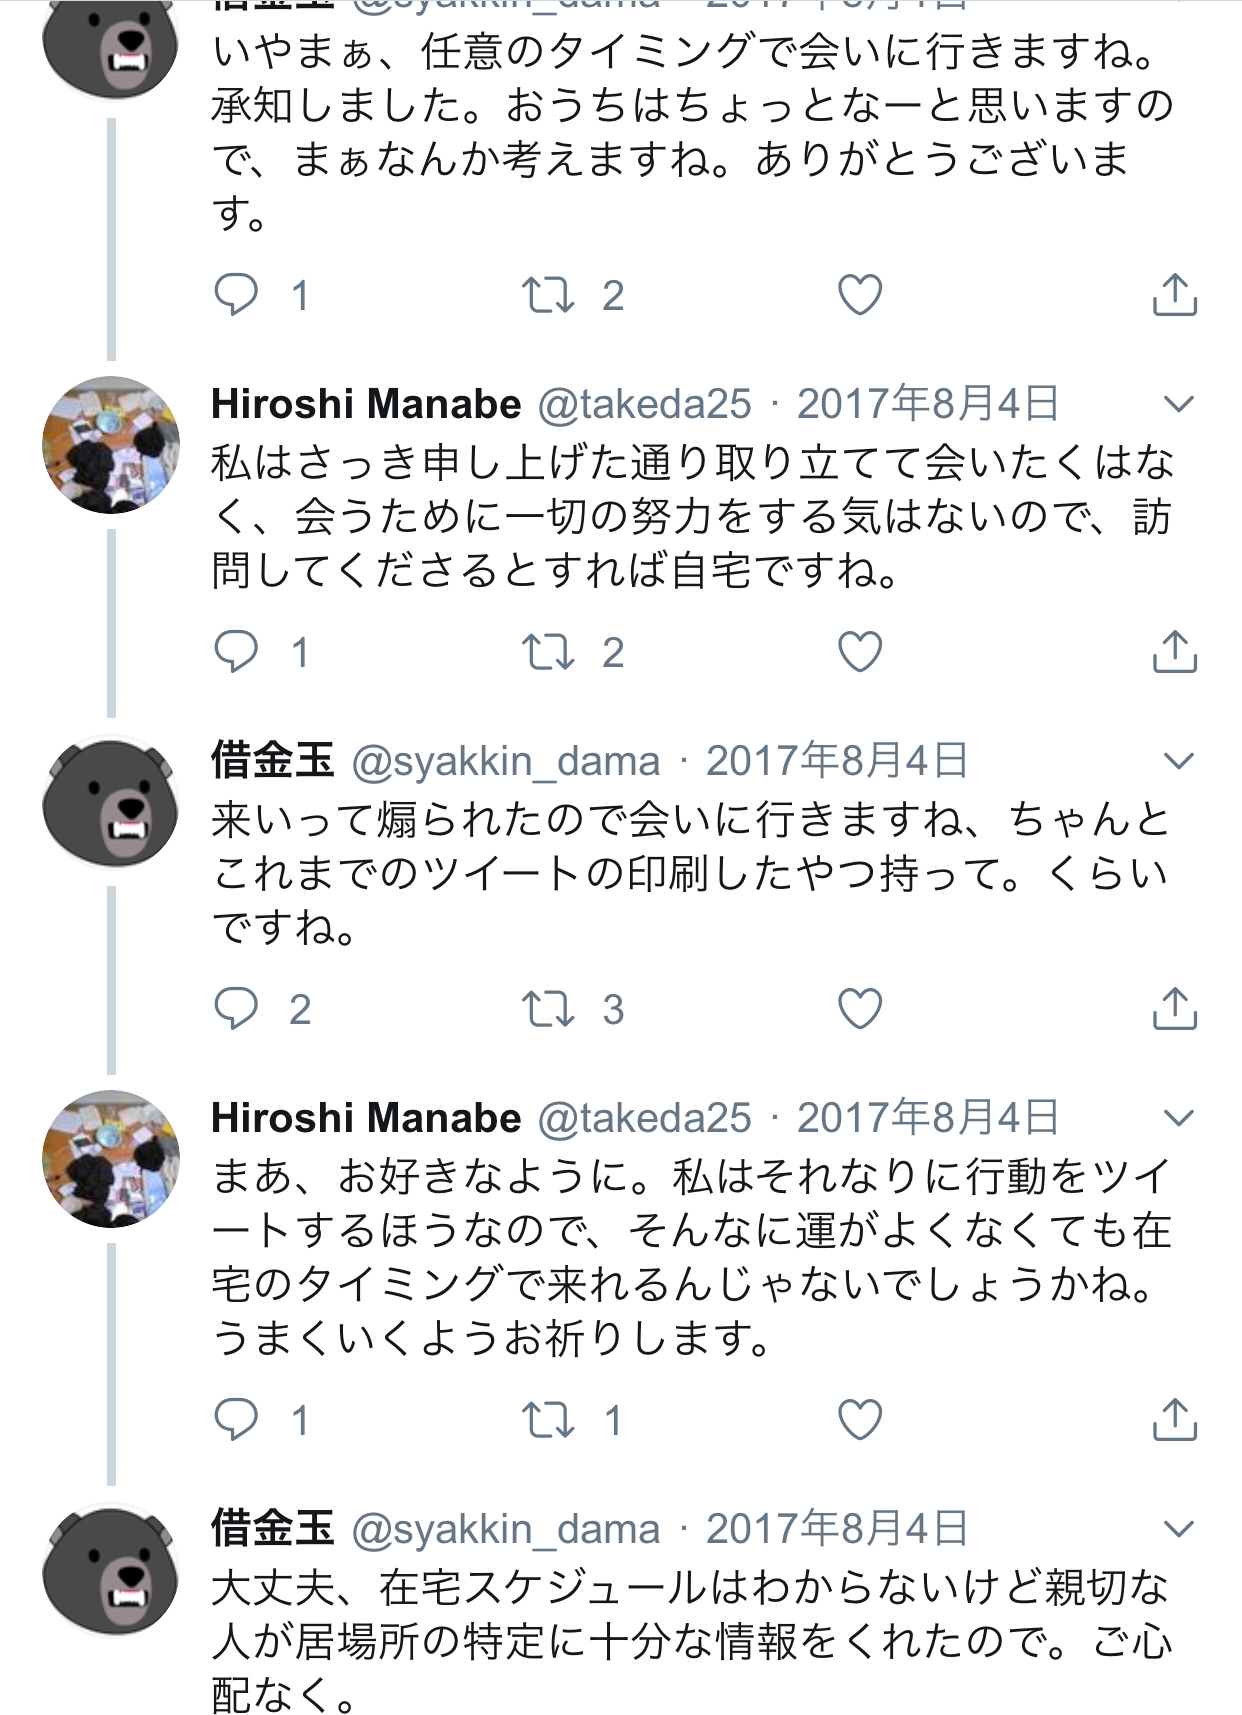 借金玉 @syakkin_dama · 2017年8月4日
いやまぁ、任意のタイミングで会いに行きますね。
承知しました。おうちはちょっとなーと思いますの
で、まぁなんか考えますね。ありがとうございま
す。
1 2
Hiroshi Manabe @takeda25 · 2017年8月4日
私はさっき申し上げた通り取り立てて会いたくはな
く、会うために一切の努力をする気はないので、訪
問してくださるとすれば自宅ですね。
1 2
借金玉 @syakkin_dama · 2017年8月4日
来いって煽られたので会いに行きますね、ちゃんと
これまでのツイートの印刷したやつ持って。くらい
ですね。
2 3
Hiroshi Manabe @takeda25 · 2017年8月4日
まあ、お好きなように。私はそれなりに行動をツイ
ートするほうなので、そんなに運がよくなくても在
宅のタイミングで来れるんじゃないでしょうかね。
うまくいくようお祈りします。
1 1
借金玉 @syakkin_dama · 2017年8月4日
大丈夫、在宅スケジュールはわからないけど親切な
人が居場所の特定に十分な情報をくれたので。ご心
配なく。